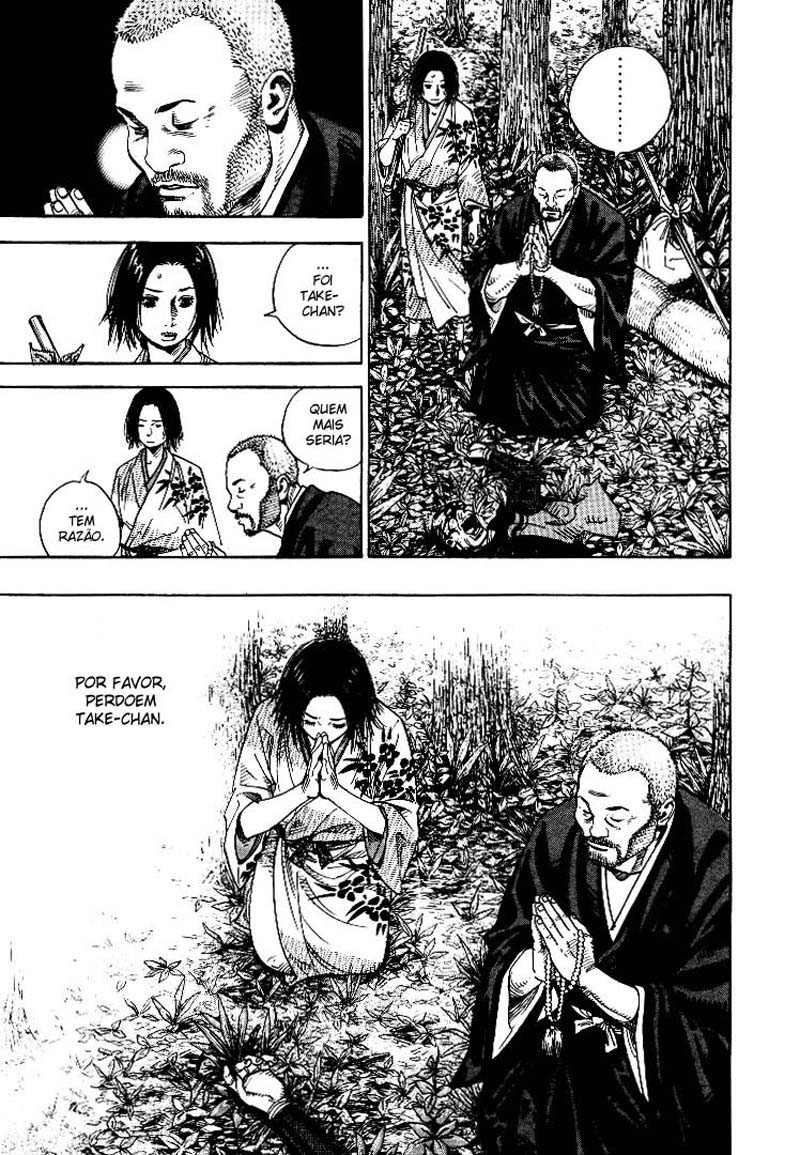 ...........
...
FOI
TAKE-
CHAN?
QUEM
MAIS
SERIA?
...
TEM
RAZÃO.
POR FAVOR,
PERDOEM
TAKE-CHAN.